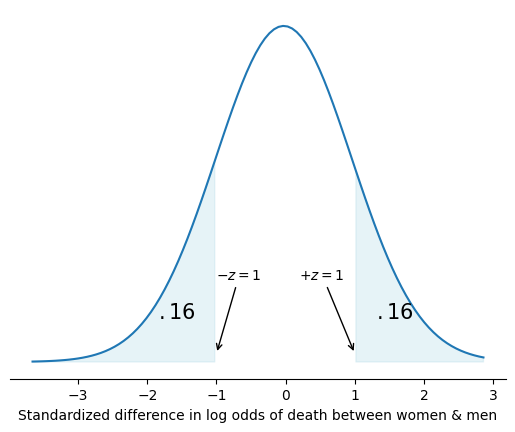 −z = 1 +z = 1
.16 .16
−3 −2 −1 0 1 2 3
Standardized difference in log odds of death between women & men